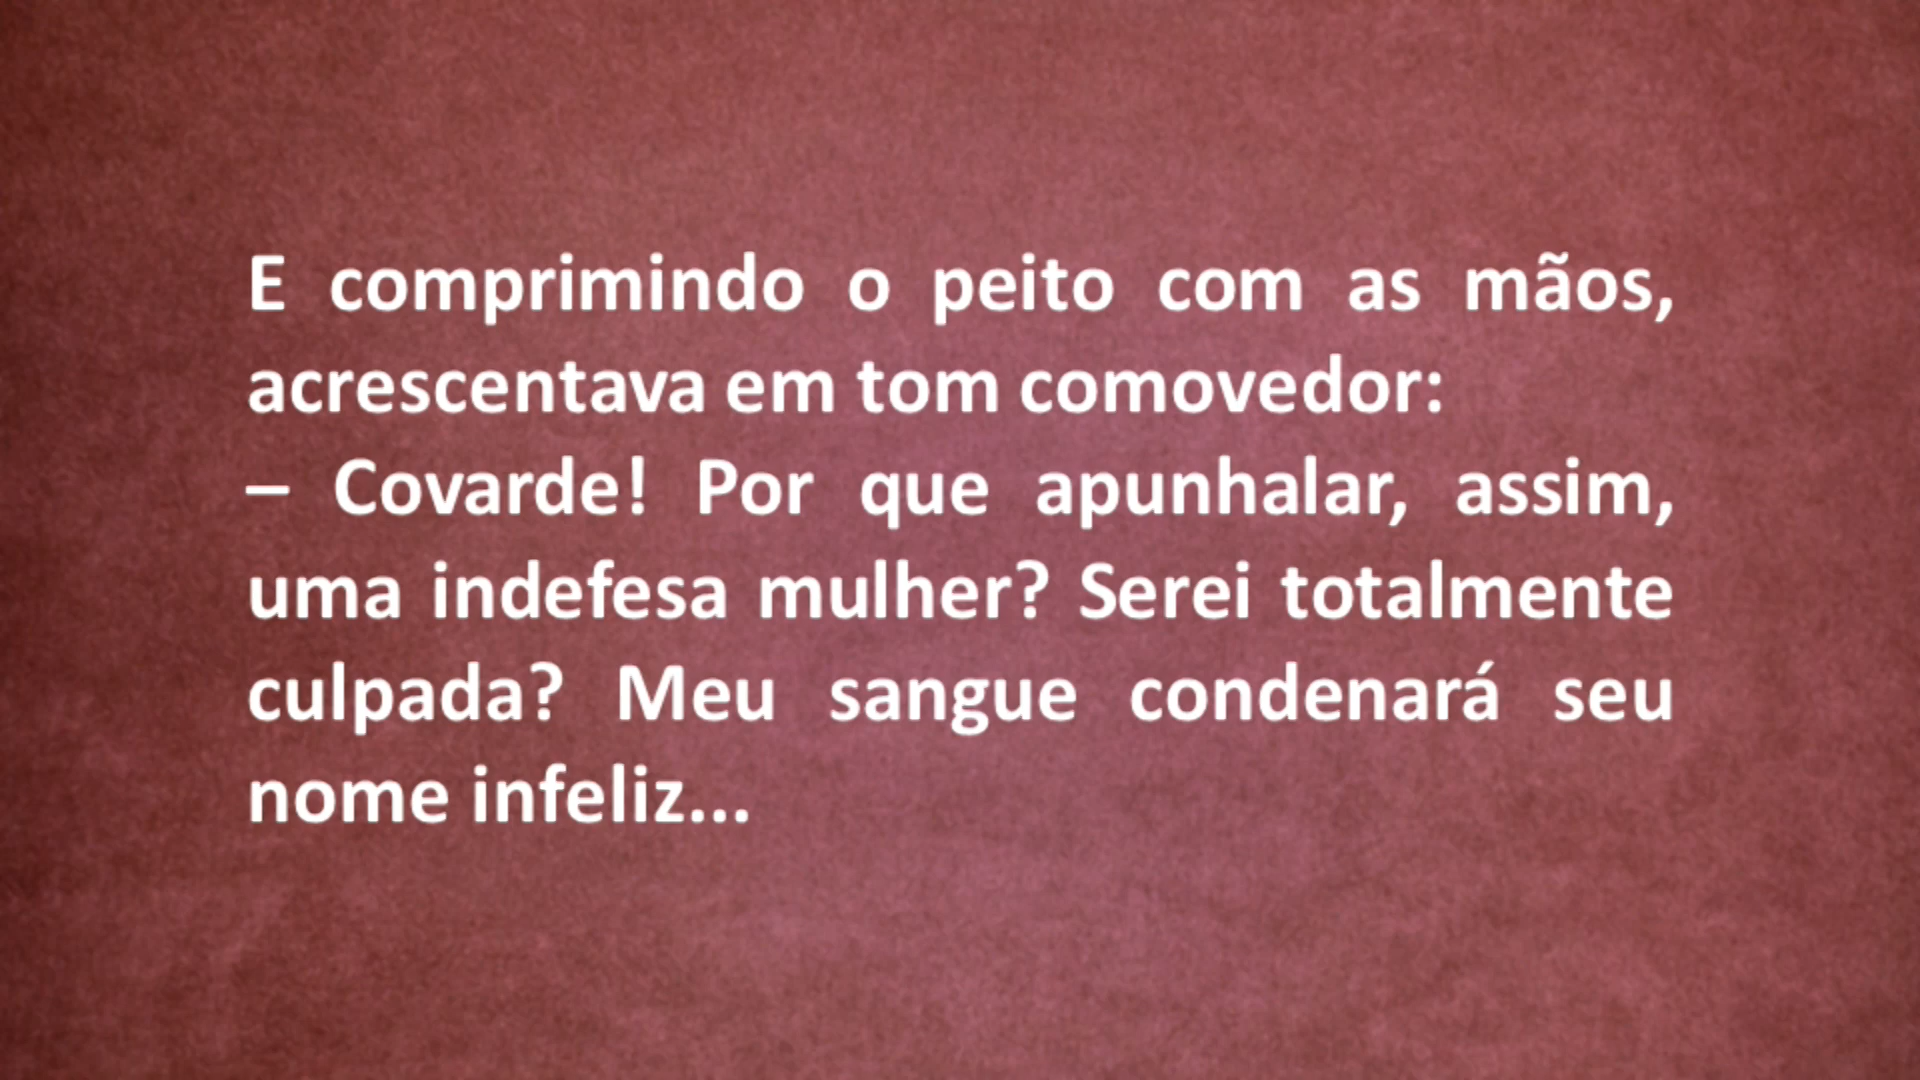 E comprimindo o peito com as mãos,
acrescentava em tom comovedor:
– Covarde! Por que apunhalar, assim,
uma indefesa mulher? Serei totalmente
culpada? Meu sangue condenará seu
nome infeliz...